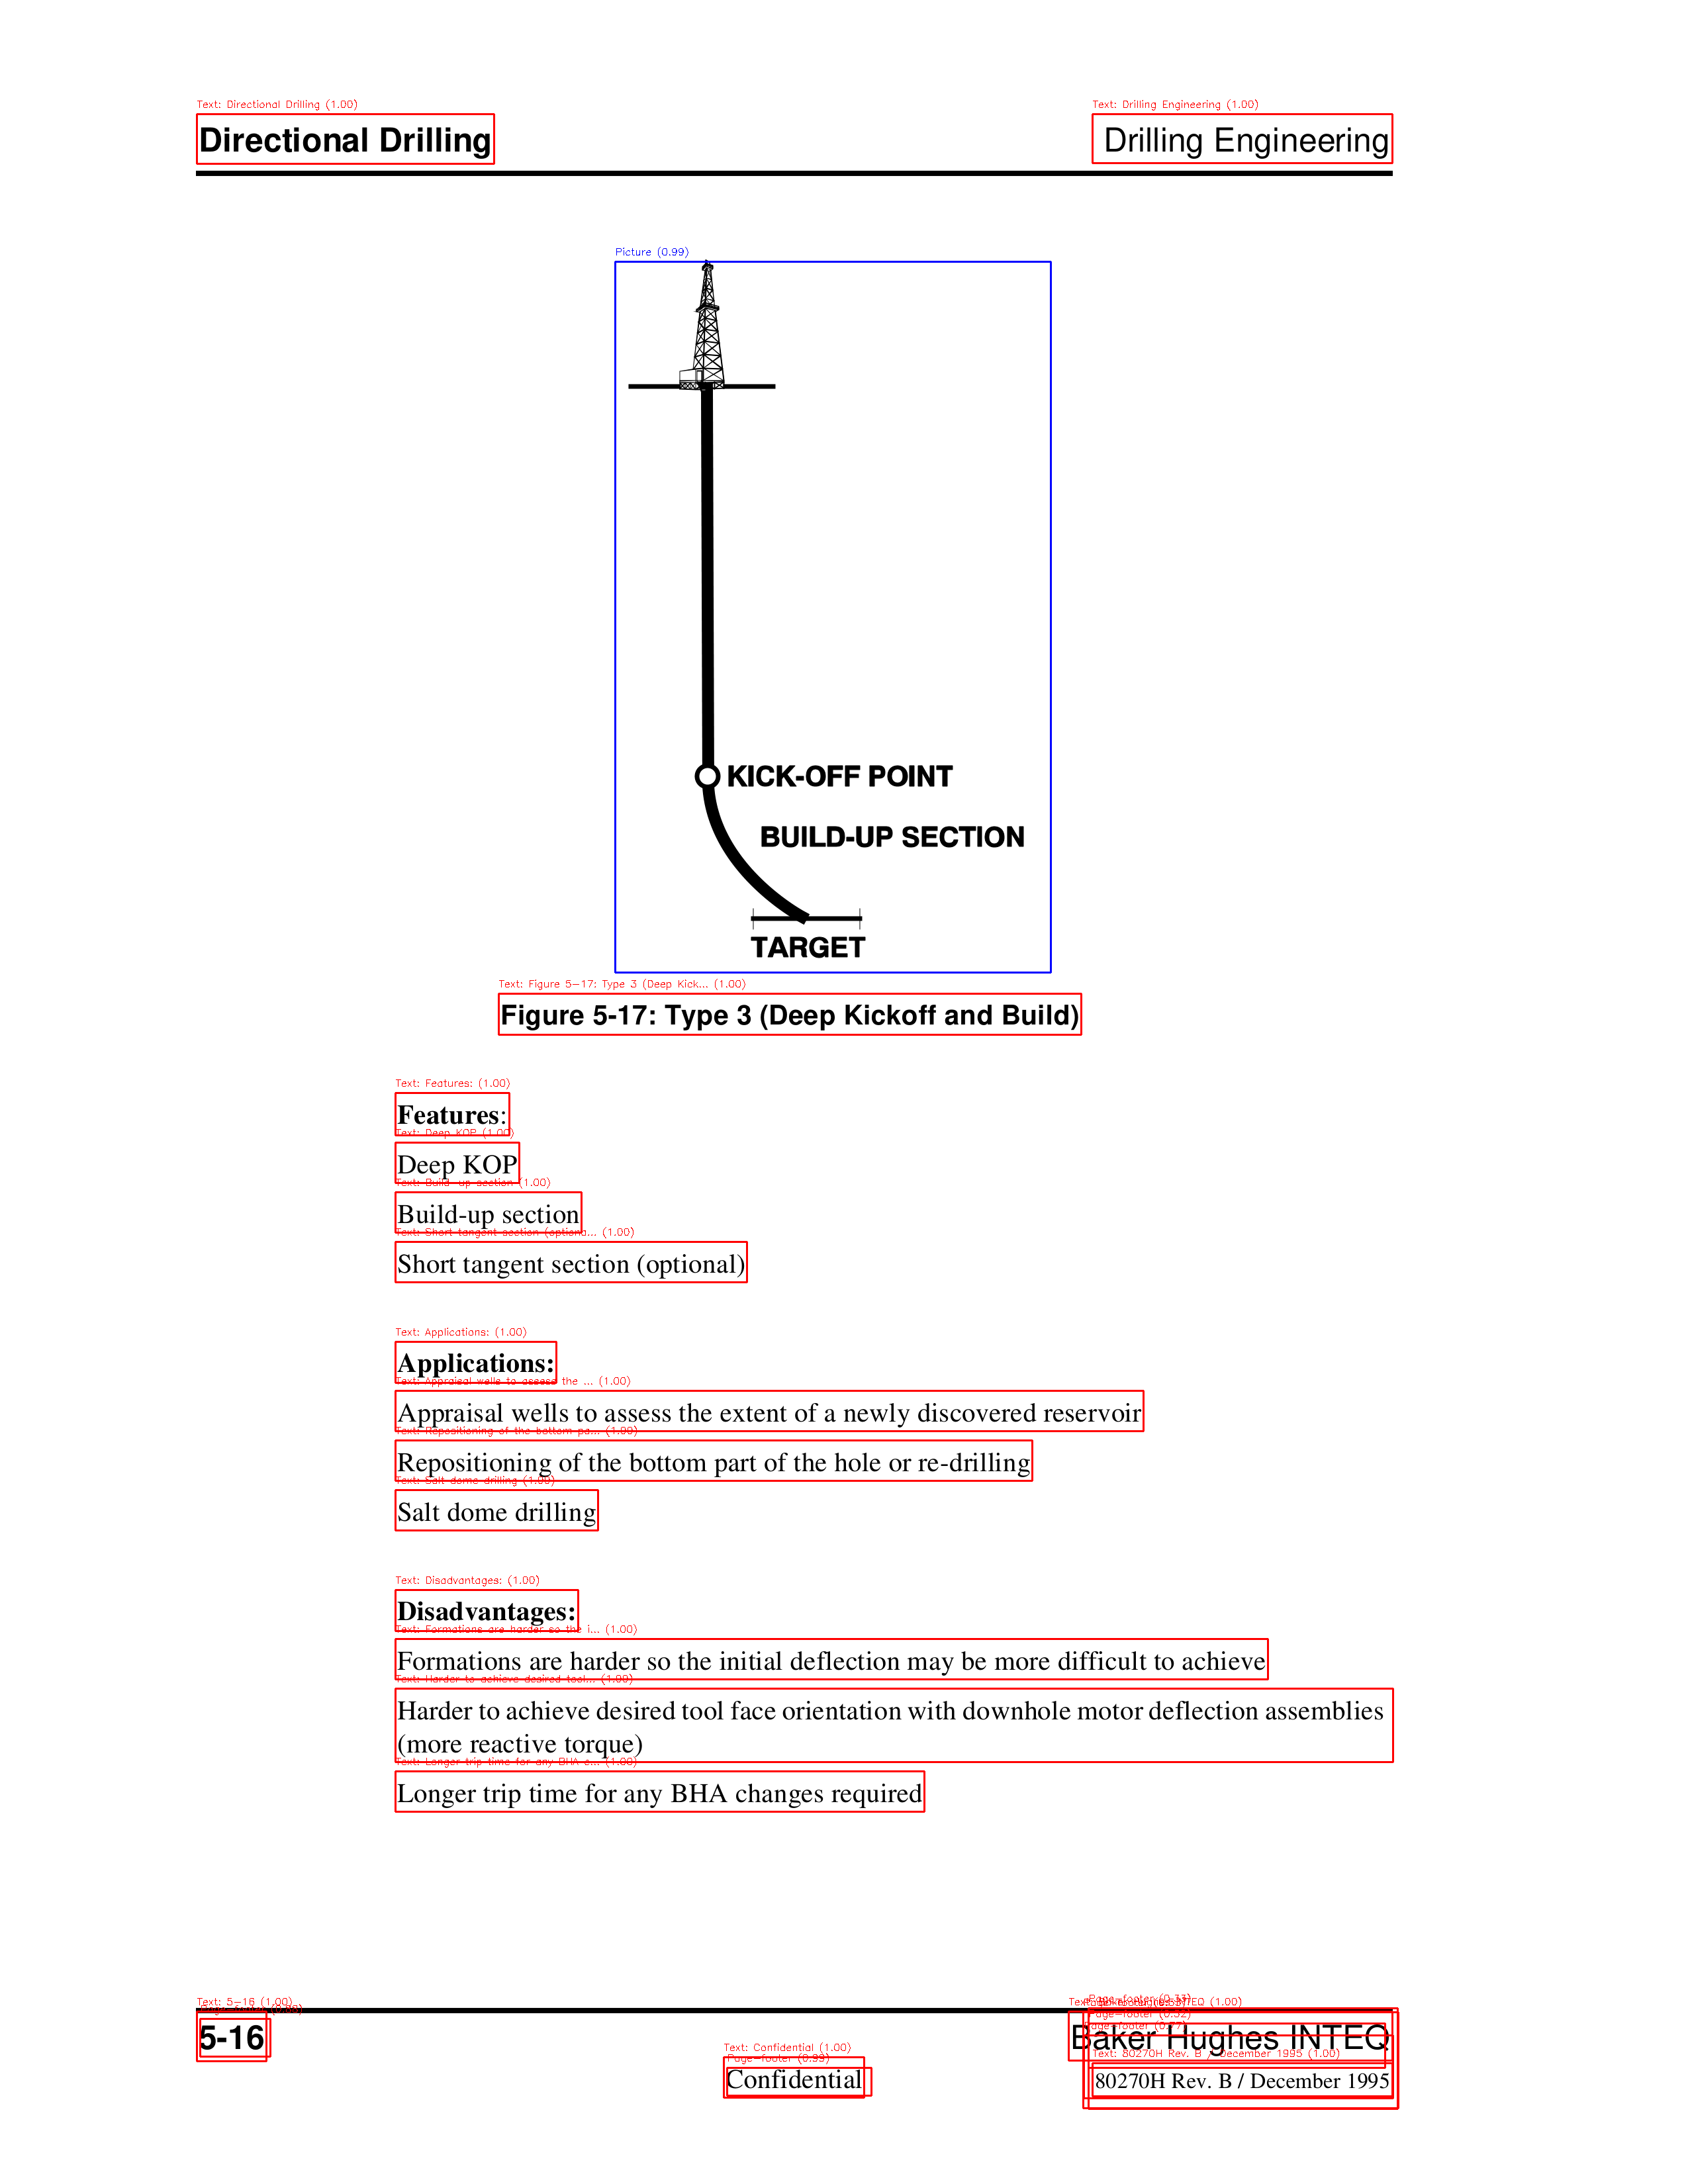 Text: Directional Drilling (1.00)
Directional Drilling
Text: Drilling Engineering (1.00)
Drilling Engineering
Picture (0.99)
KICK-OFF POINT
BUILD-UP SECTION
TARGET
Text: Figure 5-17: Type 3 (Deep Kick... (1.00)
Figure 5-17: Type 3 (Deep Kickoff and Build)
Text: Features: (1.00)
Features:
Text: Deep KOP (1.00)
Deep KOP
Text: Build-up section (1.00)
Build-up section
Text: Short tangent section (optiona... (1.00)
Short tangent section (optional)
Text: Applications: (1.00)
Applications:
Text: Appraisal wells to assess the ... (1.00)
Appraisal wells to assess the extent of a newly discovered reservoir
Text: Repositioning of the bottom pa... (1.00)
Repositioning of the bottom part of the hole or re-drilling
Text: Salt dome drilling (1.00)
Salt dome drilling
Text: Disadvantages: (1.00)
Disadvantages:
Text: Formations are harder so the i... (1.00)
Formations are harder so the initial deflection may be more difficult to achieve
Text: Harder to achieve desired tool... (1.00)
Harder to achieve desired tool face orientation with downhole motor deflection assemblies
(more reactive torque)
Text: Longer trip time for any BHA c... (1.00)
Longer trip time for any BHA changes required
Text: 5-16 (1.00)
5-16
Text: Confidential (1.00)
Page-footer (0.99)
Confidential
Page-footer (0.33)
Page-footer (0.32)
Baker Hughes INTEQ
Text: 80270H Rev. B / December 1995 (1.00)
80270H Rev. B / December 1995